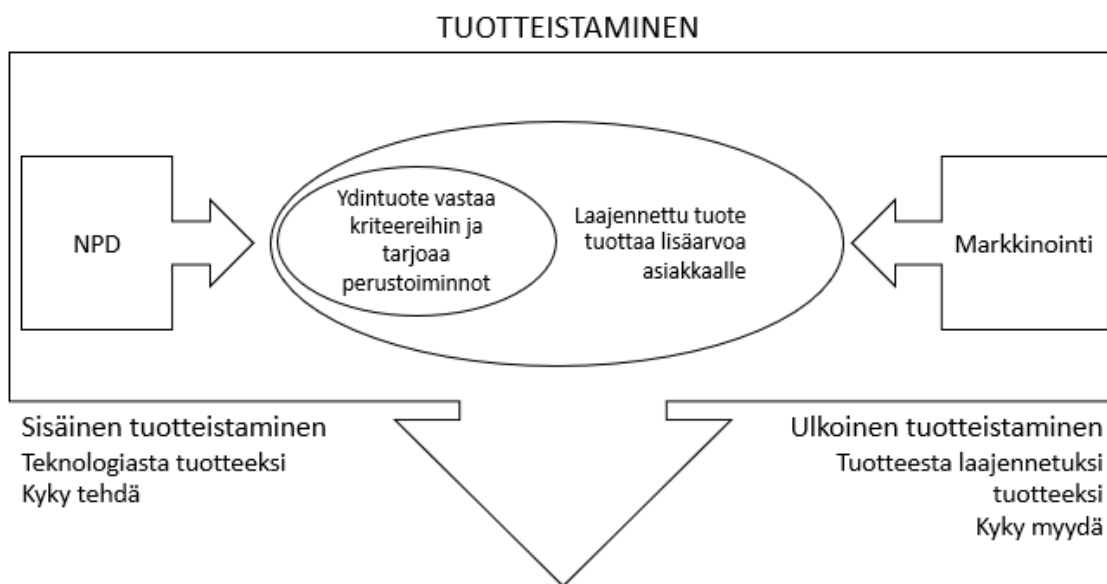 TUOTTEISTAMINEN
NPD
Ydintuote vastaa
kriteereihin ja
tarjoaa
perustoiminnot
Laajennettu tuote
tuottaa lisäarvoa
asiakkaalle
Markkinointi
Sisäinen tuotteistaminen
Teknologiasta tuotteeksi
Kyky tehdä
Ulkoinen tuotteistaminen
Tuotteesta laajennetuksi
tuotteeksi
Kyky myydä